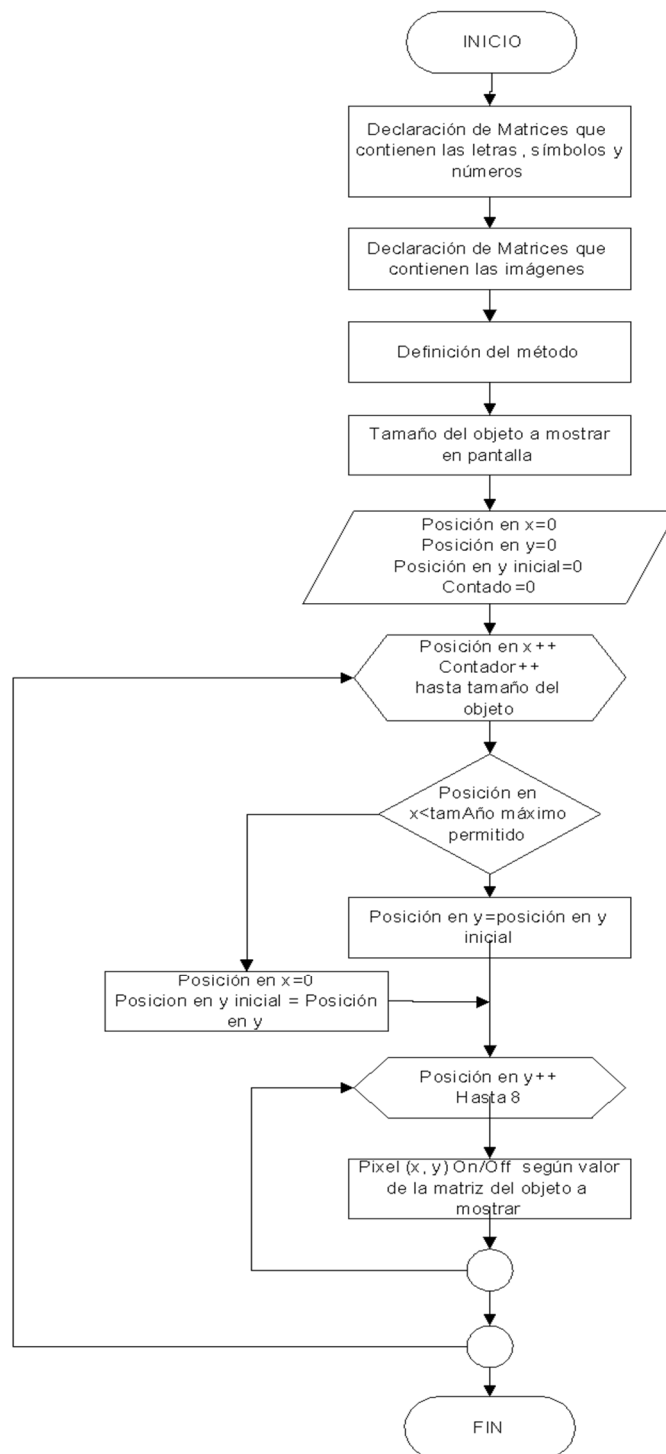 INICIO
Declaración de Matrices que
contienen las letras , símbolos y
números
Declaración de Matrices que
contienen las imágenes
Definición del método
Tamaño del objeto a mostrar
en pantalla
Posición en x=0
Posición en y=0
Posición en y inicial=0
Contado=0
Posición en x++
Contador++
hasta tamaño del
objeto
Posición en
x<tamAño máximo
permitido
Posición en y=posición en y
inicial
Posición en x=0
Posicion en y inicial = Posición
en y
Posición en y++
Hasta 8
Pixel (x, y) On/Off según valor
de la matriz del objeto a
mostrar
FIN